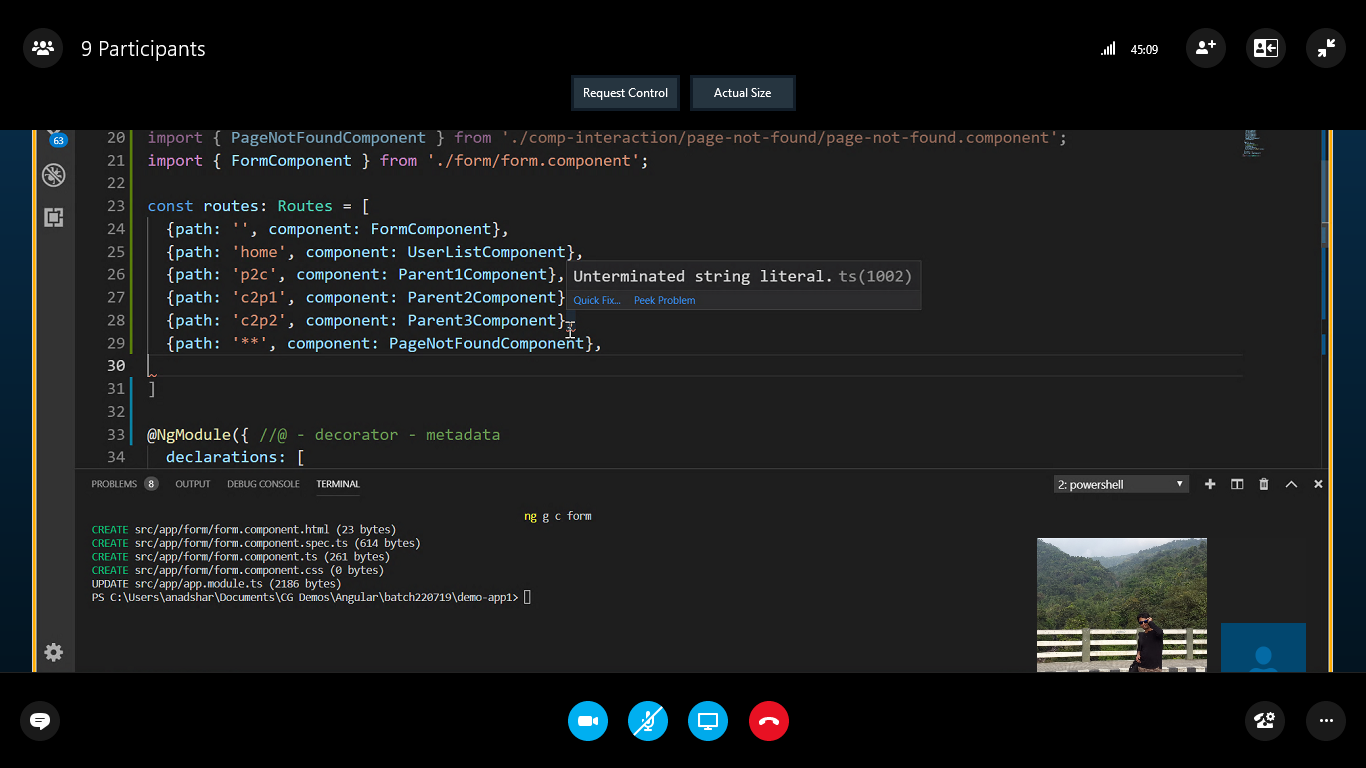 9 Participants
45:09
Request Control Actual Size
63
20 import { PageNotFoundComponent } from './comp-interaction/page-not-found/page-not-found.component';
21 import { FormComponent } from './form/form.component';
22
23 const routes: Routes = [
24 {path: '', component: FormComponent},
25 {path: 'home', component: UserListComponent},
26 {path: 'p2c', component: Parent1Component},
Unterminated string literal. ts(1002)
27 {path: 'c2p1', component: Parent2Component}
Quick Fix... Peek Problem
28 {path: 'c2p2', component: Parent3Component}
29 {path: '**', component: PageNotFoundComponent},
30
31 ]
32
33 @NgModule({ //@ - decorator - metadata
34 declarations: [
PROBLEMS 8 OUTPUT DEBUG CONSOLE TERMINAL 2: powershell
ng g c form
CREATE src/app/form/form.component.html (23 bytes)
CREATE src/app/form/form.component.spec.ts (614 bytes)
CREATE src/app/form/form.component.ts (261 bytes)
CREATE src/app/form/form.component.css (0 bytes)
UPDATE src/app/app.module.ts (2186 bytes)
PS C:\Users\anadshar\Documents\CG Demos\Angular\batch220719\demo-app1>